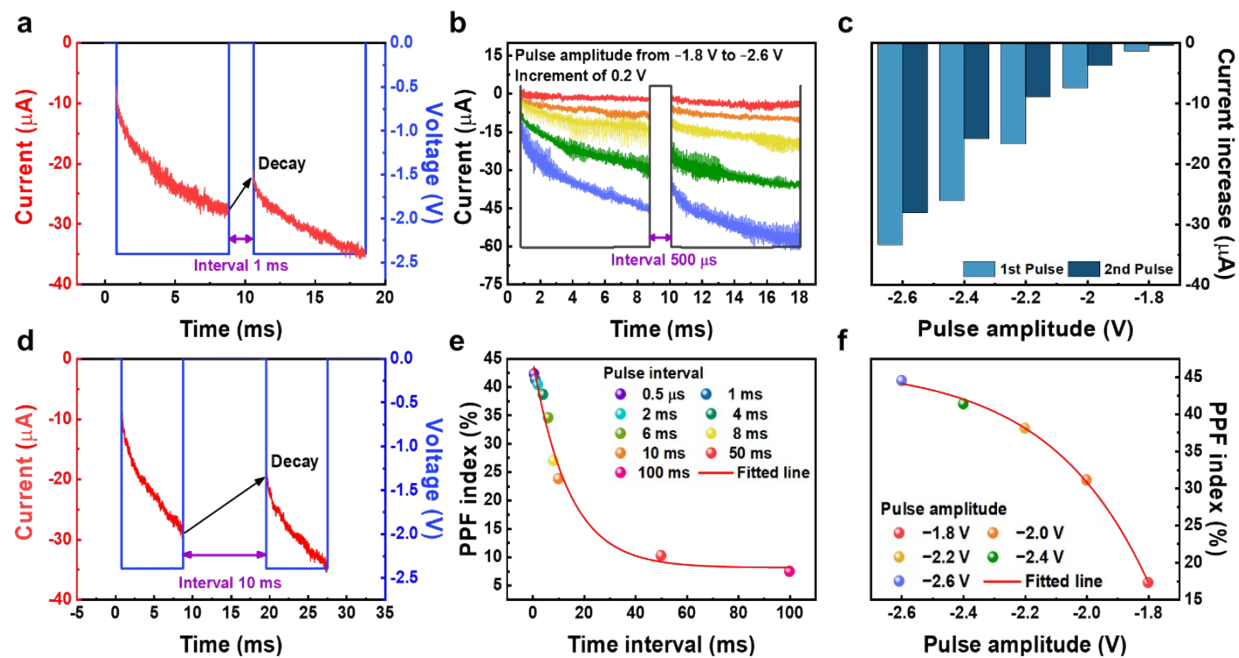 a
Current (μA)
0
-5
-10
-15
-20
-25
-30
-35
-40
0.0
-0.5
-1.0
-1.5
-2.0
-2.5
Voltage (V)
Decay
Interval 1 ms
0 5 10 15 20
Time (ms)
b
Current (μA)
15
0
-15
-30
-45
-60
-75
Pulse amplitude from −1.8 V to −2.6 V
Increment of 0.2 V
Interval 500 μs
0 2 4 6 8 10 12 14 16 18
Time (ms)
c
0
-10
-20
-30
-40
Current increase (μA)
1st Pulse 2nd Pulse
-2.6 -2.4 -2.2 -2 -1.8
Pulse amplitude (V)
d
Current (μA)
0
-10
-20
-30
-40
0.0
-0.5
-1.0
-1.5
-2.0
-2.5
Voltage (V)
Decay
Interval 10 ms
-5 0 5 10 15 20 25 30 35
Time (ms)
e
PPF index (%)
45
40
35
30
25
20
15
10
5
0
Pulse interval
0.5 μs 1 ms
2 ms 4 ms
6 ms 8 ms
10 ms 50 ms
100 ms Fitted line
0 20 40 60 80 100
Time interval (ms)
f
45
40
35
30
25
20
15
PPF index (%)
Pulse amplitude
−1.8 V −2.0 V
−2.2 V −2.4 V
−2.6 V Fitted line
-2.6 -2.4 -2.2 -2.0 -1.8
Pulse amplitude (V)